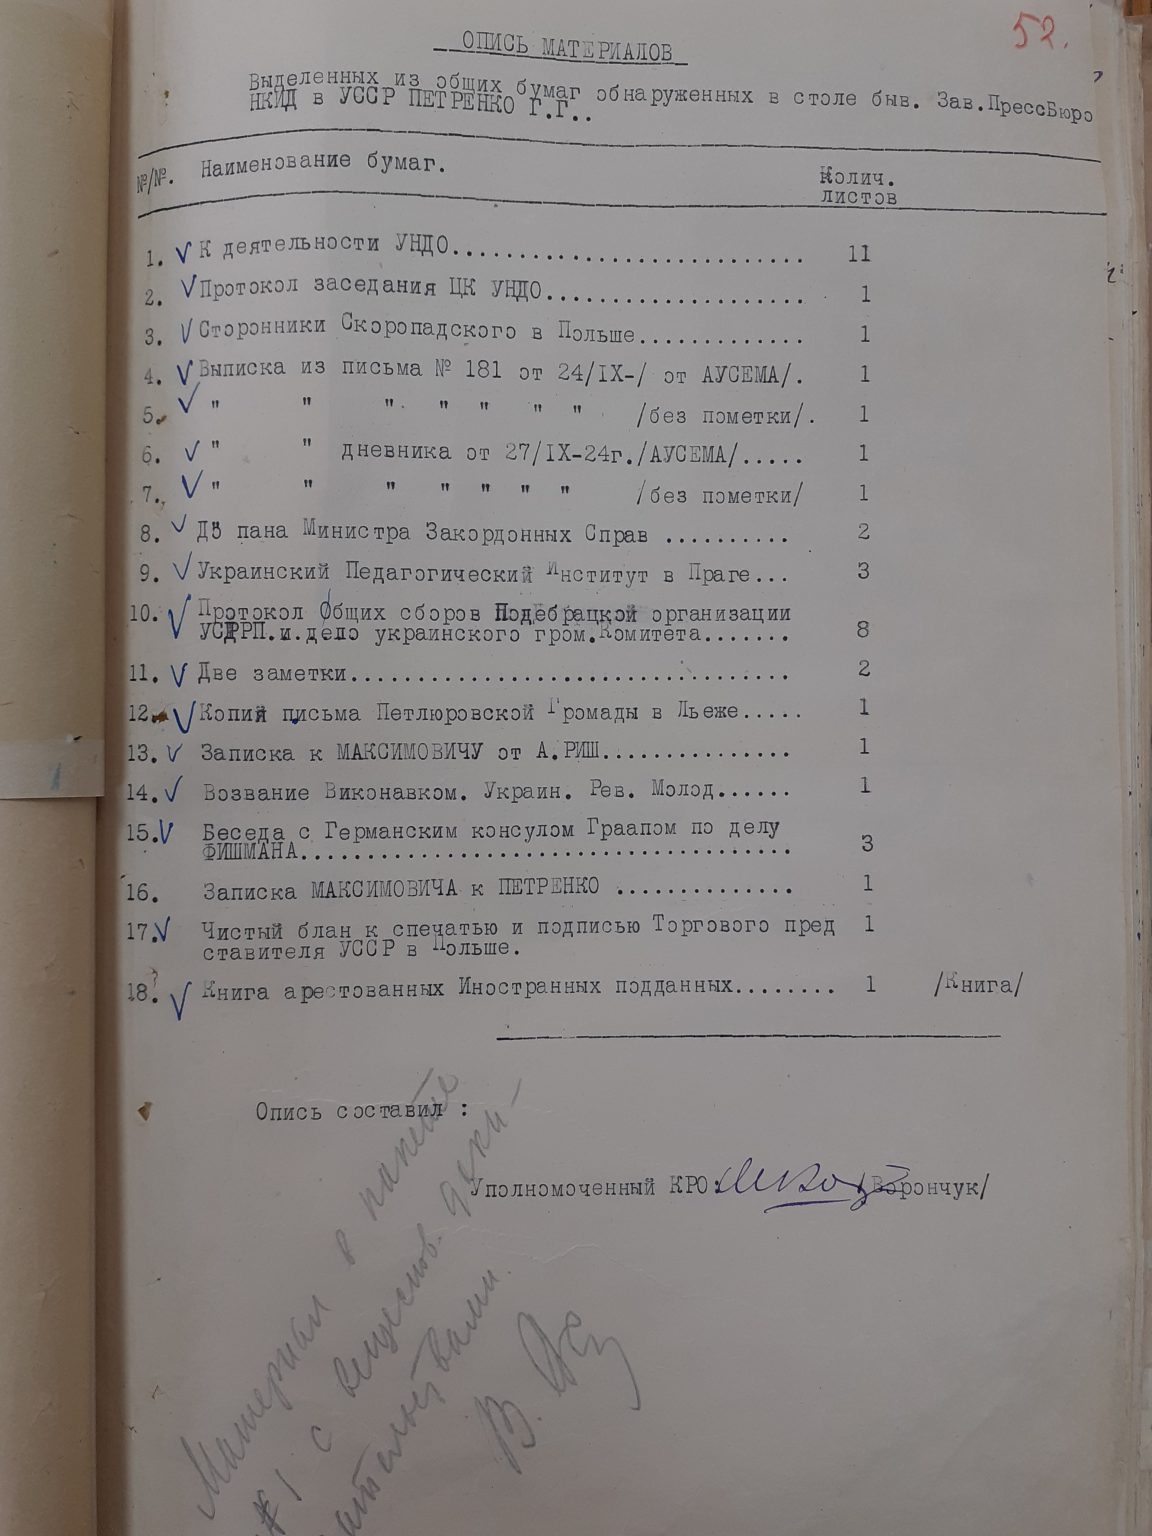 52.
ОПИСЬ МАТЕРИАЛОВ
Выделенных из общих бумаг обнаруженных в столе быв. Зав.ПрессБюро
НКИД в УССР ПЕТРЕНКО Г.Г..
№/№. Наименование бумаг. Колич.
листов
1. К деятельности УНДО........................... 11
2. Протокол заседания ЦК УНДО.................... 1
3. Сторонники Скоропадского в Польше............. 1
4. Выписка из письма № 181 от 24/IX-/ от АУСЕМА/. 1
5. " " " " " " " /без пометки/. 1
6. " " дневника от 27/IX-24г./АУСЕМА/..... 1
7. " " " " " " " /без пометки/ 1
8. До пана Министра Закордонных Справ .......... 2
9. Украинский Педагогический Институт в Праге... 3
10. Протокол Общих сборов Подебрацкой организации
УСДРП.и.дело украинского гром.Комитета....... 8
11. Две заметки.................................. 2
12. Копия письма Петлюровской Громады в Льеже..... 1
13. Записка к МАКСИМОВИЧУ от А.РИШ............... 1
14. Возвание Виконавком. Украин. Рев. Молод...... 1
15. Беседа с Германским консулом Граапом по делу
ФИШМАНА...................................... 3
16. Записка МАКСИМОВИЧА к ПЕТРЕНКО .............. 1
17. Чистый блан к спечатью и подписью Торгового пред 1
ставителя УССР в Польше.
18. Книга арестованных Иностранных подданных........ 1 /Книга/
Опись составил :
Уполномоченный КРО: /Ворончук/
Материал в пакете
№ 1 с веществ. дока-
зательствами.
В.